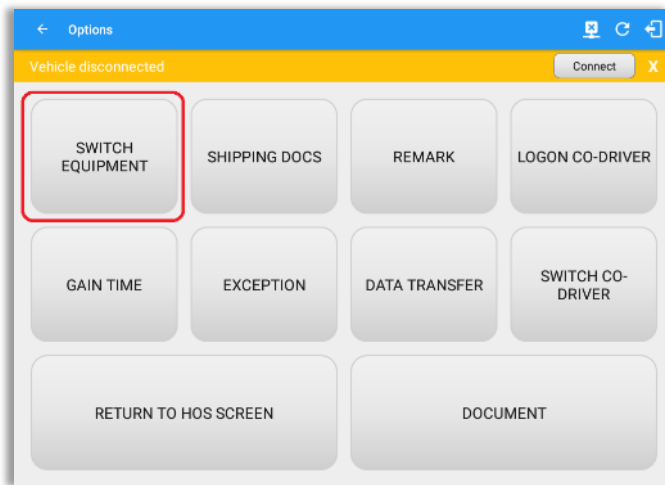 Options
Vehicle disconnected
Connect
X
SWITCH
EQUIPMENT
SHIPPING DOCS
REMARK
LOGON CO-DRIVER
GAIN TIME
EXCEPTION
DATA TRANSFER
SWITCH CO-
DRIVER
RETURN TO HOS SCREEN
DOCUMENT